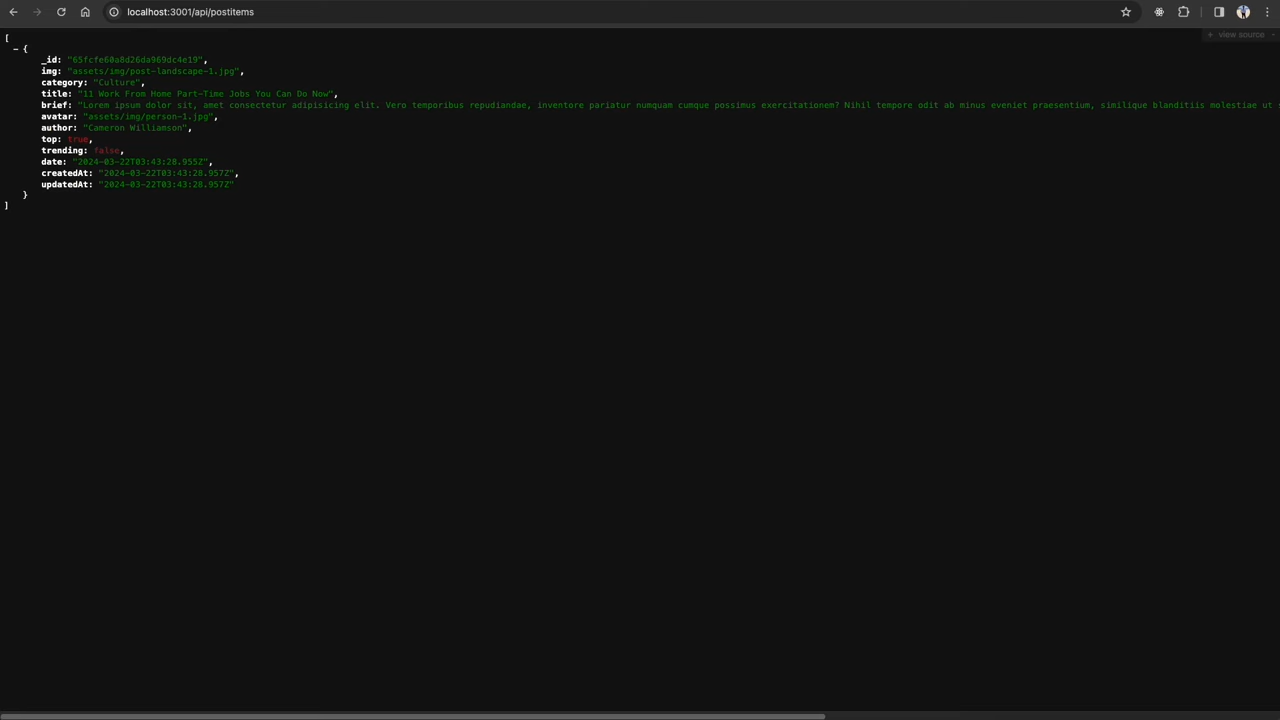 localhost:3001/api/postitems
+ view source
[
− {
_id: "65fcfe60a8d26da969dc4e19",
img: "assets/img/post-landscape-1.jpg",
category: "Culture",
title: "11 Work From Home Part-Time Jobs You Can Do Now",
brief: "Lorem ipsum dolor sit, amet consectetur adipisicing elit. Vero temporibus repudiandae, inventore pariatur numquam cumque possimus exercitationem? Nihil tempore odit ab minus eveniet praesentium, similique blanditiis molestiae ut
avatar: "assets/img/person-1.jpg",
author: "Cameron Williamson",
top: true,
trending: false,
date: "2024-03-22T03:43:28.955Z",
createdAt: "2024-03-22T03:43:28.957Z",
updatedAt: "2024-03-22T03:43:28.957Z"
}
]